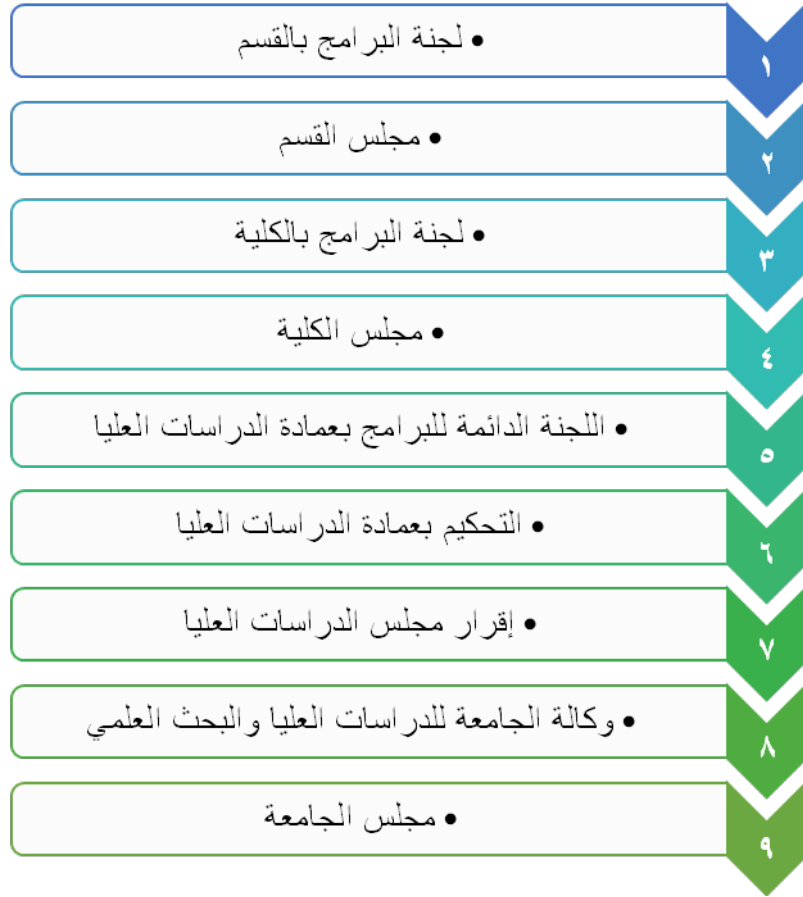 ١
• لجنة البرامج بالقسم
٢
• مجلس القسم
٣
• لجنة البرامج بالكلية
٤
• مجلس الكلية
٥
• اللجنة الدائمة للبرامج بعمادة الدراسات العليا
٦
• التحكيم بعمادة الدراسات العليا
٧
• إقرار مجلس الدراسات العليا
٨
• وكالة الجامعة للدراسات العليا والبحث العلمي
٩
• مجلس الجامعة